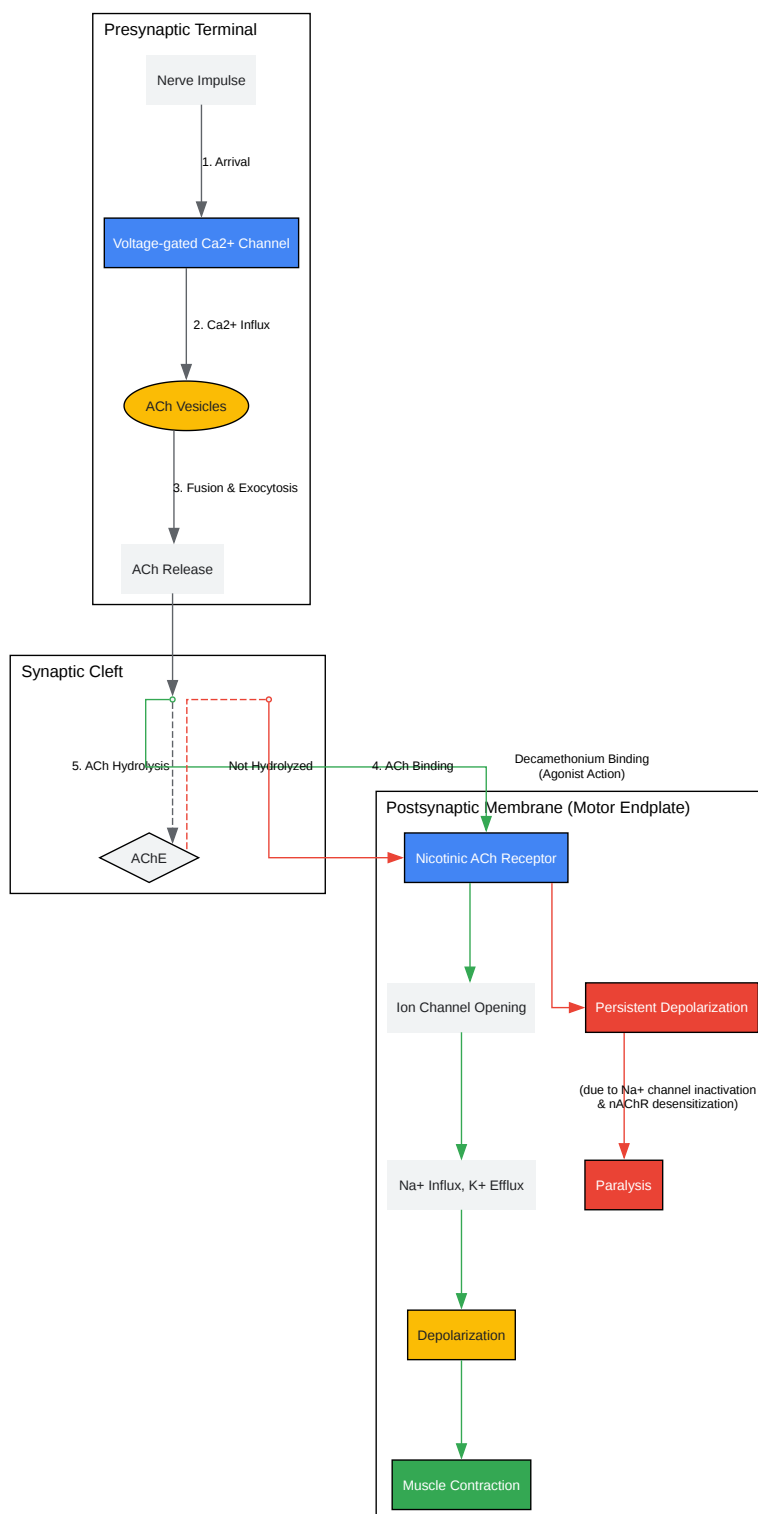 Presynaptic Terminal
Nerve Impulse
1. Arrival
Voltage-gated Ca2+ Channel
2. Ca2+ Influx
ACh Vesicles
3. Fusion & Exocytosis
ACh Release
Synaptic Cleft
5. ACh Hydrolysis
Not Hydrolyzed
4. ACh Binding
Decamethonium Binding
(Agonist Action)
AChE
Postsynaptic Membrane (Motor Endplate)
Nicotinic ACh Receptor
Ion Channel Opening
Persistent Depolarization
(due to Na+ channel inactivation
& nAChR desensitization)
Na+ Influx, K+ Efflux
Paralysis
Depolarization
Muscle Contraction